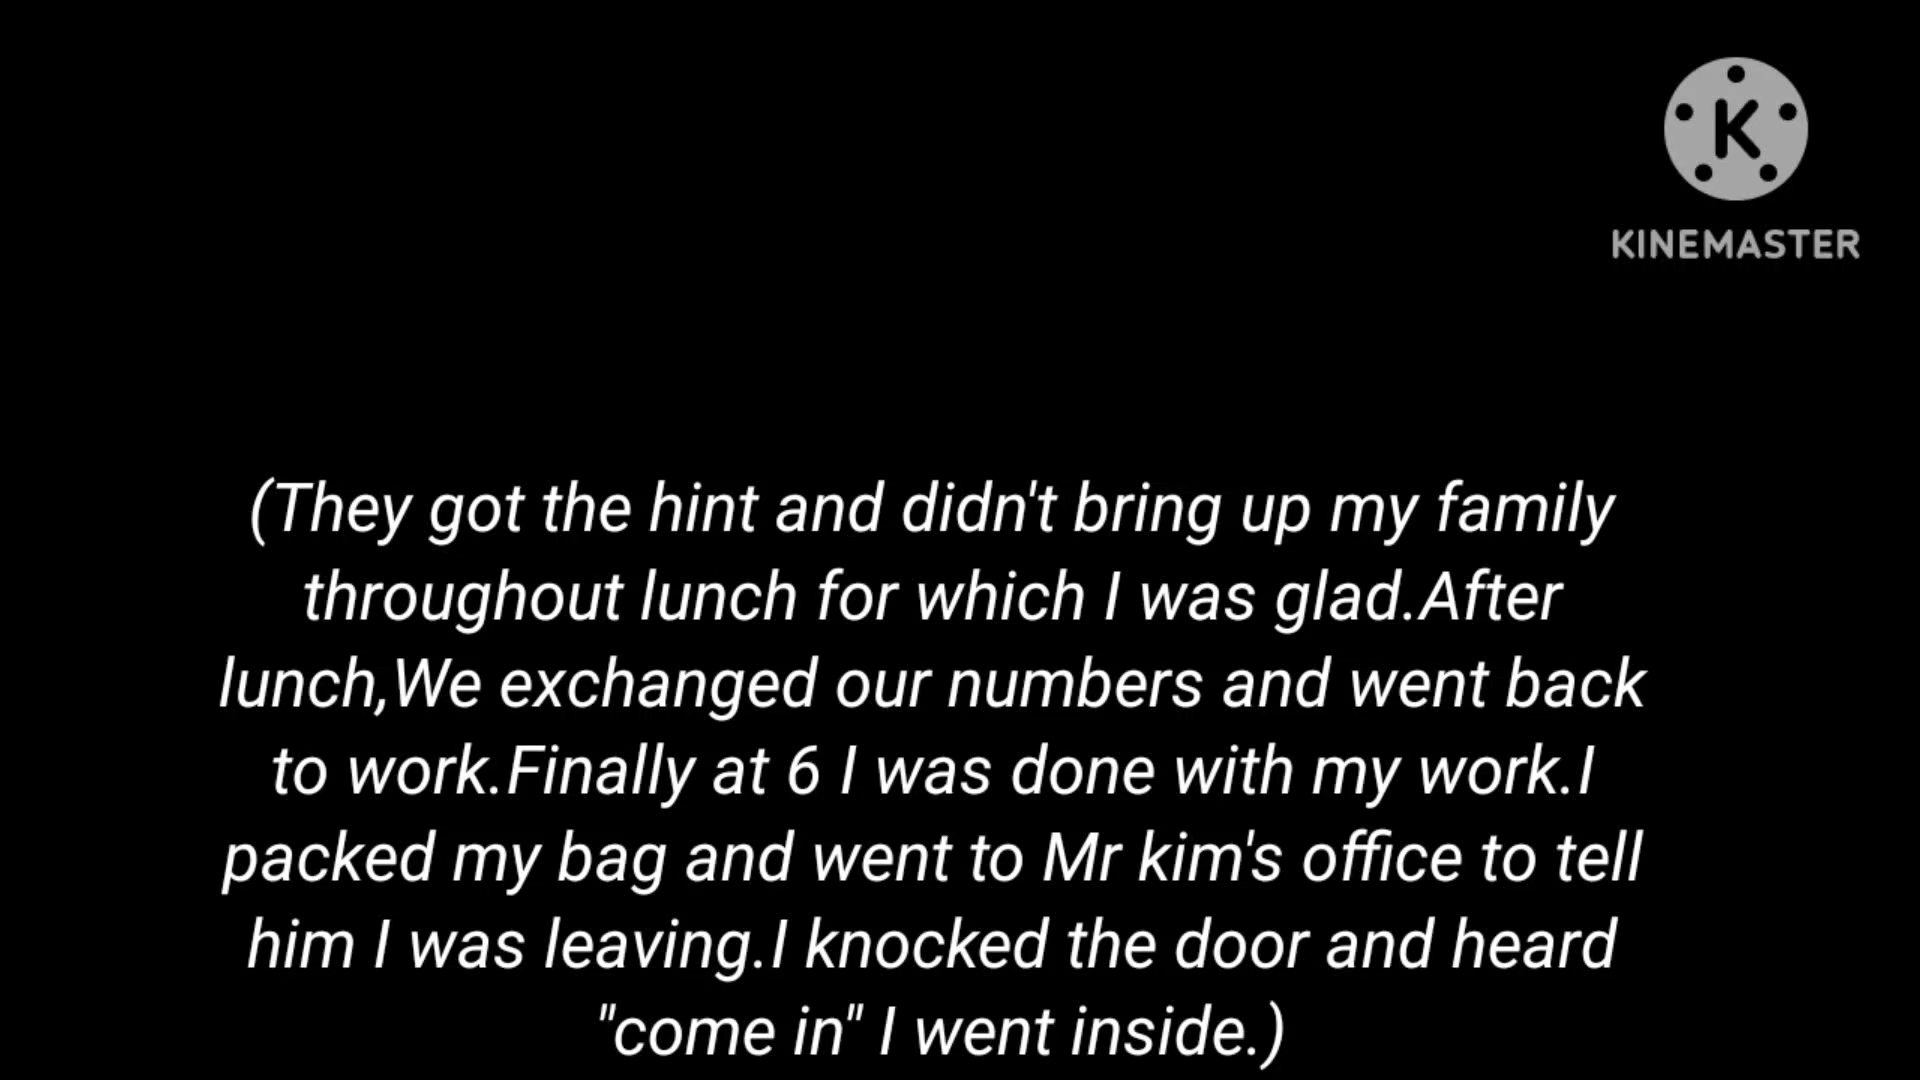 K
KINEMASTER
(They got the hint and didn't bring up my family
throughout lunch for which I was glad.After
lunch,We exchanged our numbers and went back
to work.Finally at 6 I was done with my work.I
packed my bag and went to Mr kim's office to tell
him I was leaving.I knocked the door and heard
"come in" I went inside.)